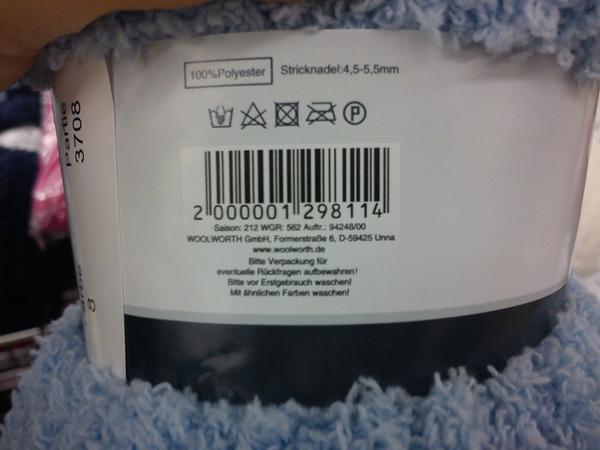 100%Polyester
Stricknadel:4,5-5,5mm
P
2 000001 298114
Saison: 212 WGR: 562 Auftr.: 94248/00
WOOLWORTH GmbH, Formerstraße 6, D-59425 Unna
www.woolworth.de
Bitte Verpackung für
eventuelle Rückfragen aufbewahren!
Bitte vor Erstgebrauch waschen!
Mit ähnlichen Farben waschen!
Partie
3708
8